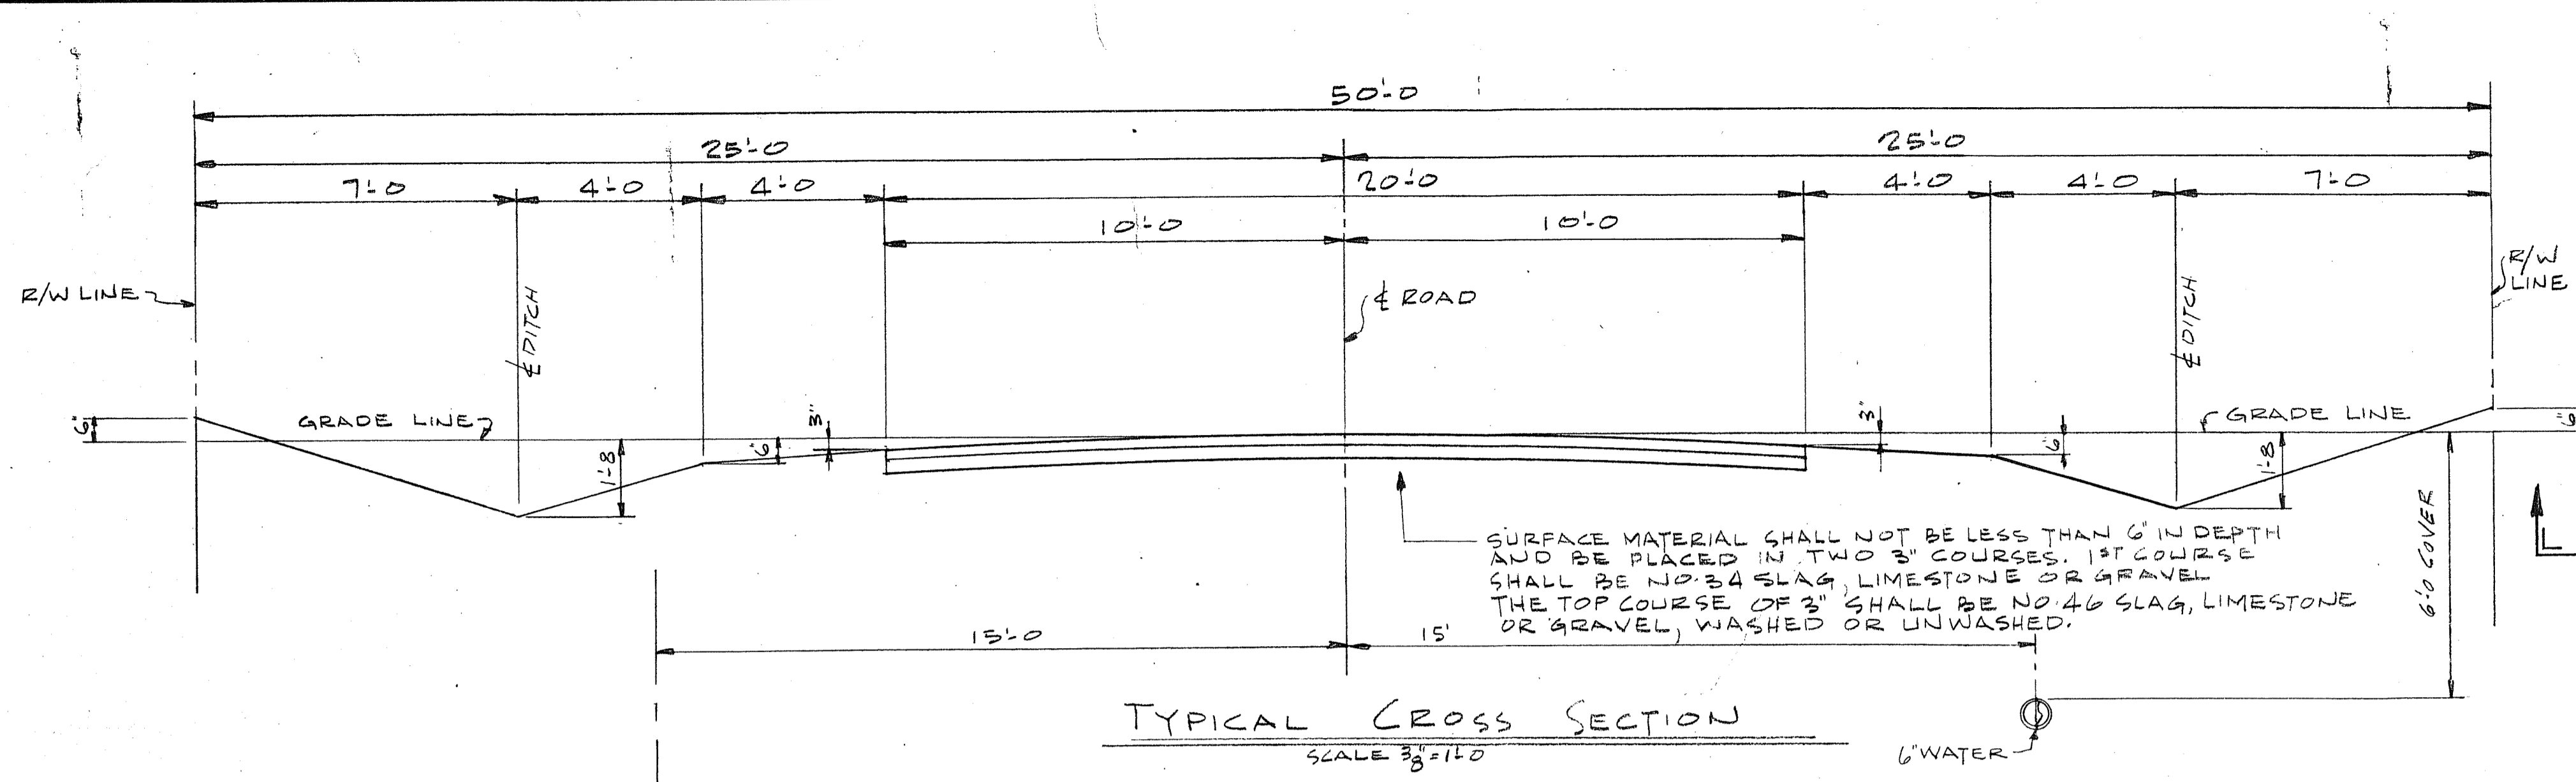 50'-0
25'-0 25'-0
7'-0 4'-0 4'-0 20'-0 4'-0 4'-0 7'-0
10'-0 10'-0
R/W LINE
℄ DITCH
℄ ROAD
℄ DITCH
R/W
LINE
6" GRADE LINE 3" 3" GRADE LINE 6"
1'-8 6" 6" 1'-8
6'-0 COVER
SURFACE MATERIAL SHALL NOT BE LESS THAN 6" IN DEPTH
AND BE PLACED IN TWO 3" COURSES. 1ST COURSE
SHALL BE NO. 34 SLAG, LIMESTONE OR GRAVEL
THE TOP COURSE OF 3" SHALL BE NO. 46 SLAG, LIMESTONE
OR GRAVEL, WASHED OR UNWASHED.
15'-0 15'
TYPICAL CROSS SECTION
SCALE 3/8"=1'-0
6" WATER